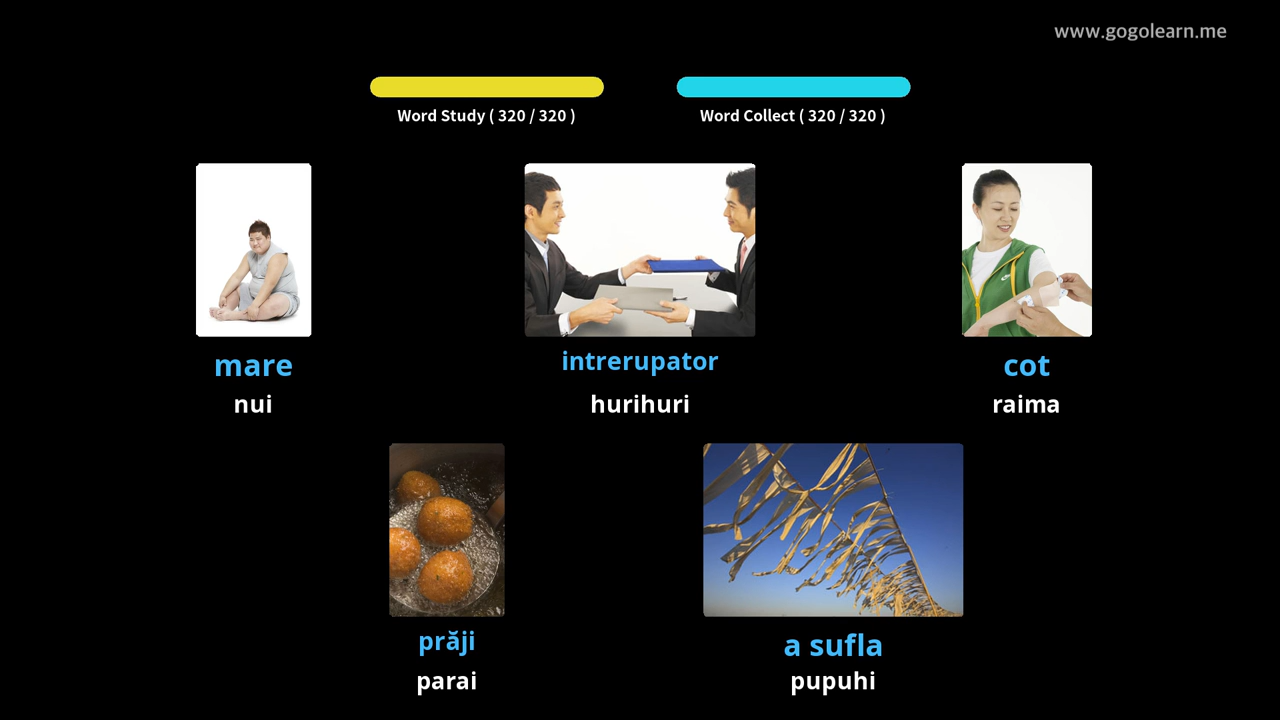 www.gogolearn.me
Word Study ( 320 / 320 )
Word Collect ( 320 / 320 )
mare
nui
intrerupator
hurihuri
cot
raima
prăji
parai
a sufla
pupuhi